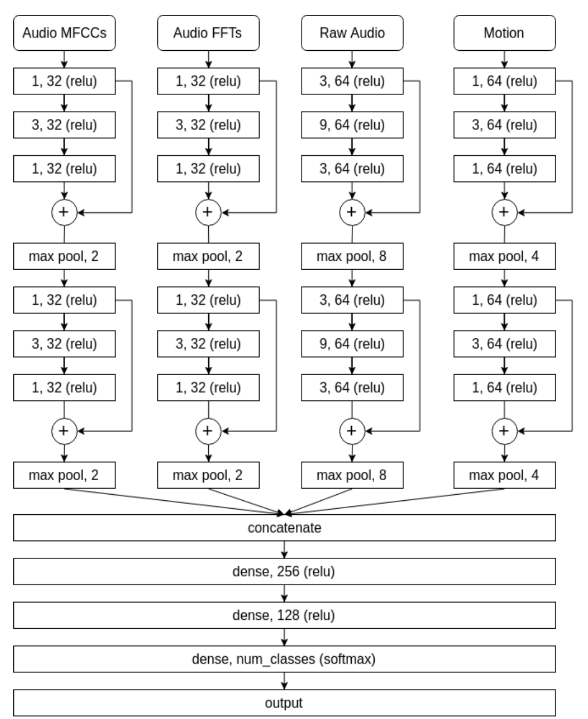 Audio MFCCs
1, 32 (relu)
3, 32 (relu)
1, 32 (relu)
+
max pool, 2
1, 32 (relu)
3, 32 (relu)
1, 32 (relu)
+
max pool, 2
Audio FFTs
1, 32 (relu)
3, 32 (relu)
1, 32 (relu)
+
max pool, 2
1, 32 (relu)
3, 32 (relu)
1, 32 (relu)
+
max pool, 2
Raw Audio
3, 64 (relu)
9, 64 (relu)
3, 64 (relu)
+
max pool, 8
3, 64 (relu)
9, 64 (relu)
3, 64 (relu)
+
max pool, 8
Motion
1, 64 (relu)
3, 64 (relu)
1, 64 (relu)
+
max pool, 4
1, 64 (relu)
3, 64 (relu)
1, 64 (relu)
+
max pool, 4
concatenate
dense, 256 (relu)
dense, 128 (relu)
dense, num_classes (softmax)
output